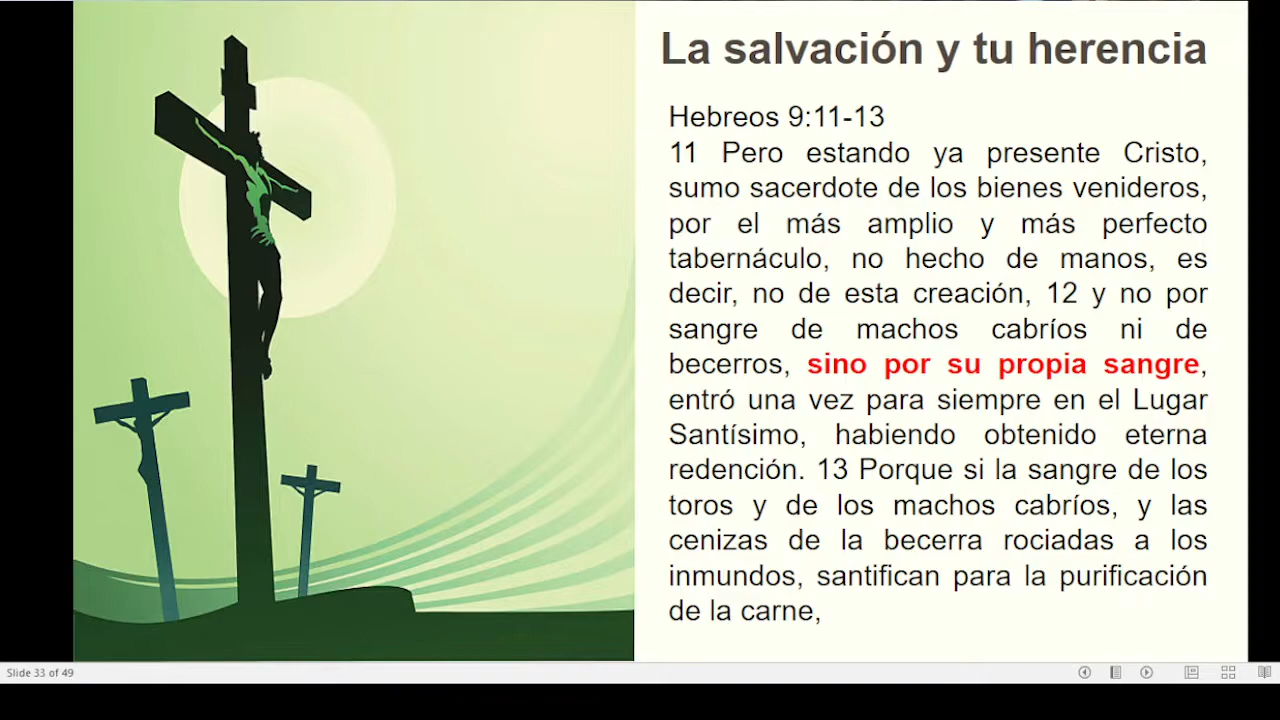 La salvación y tu herencia
Hebreos 9:11-13
11 Pero estando ya presente Cristo,
sumo sacerdote de los bienes venideros,
por el más amplio y más perfecto
tabernáculo, no hecho de manos, es
decir, no de esta creación, 12 y no por
sangre de machos cabríos ni de
becerros, sino por su propia sangre,
entró una vez para siempre en el Lugar
Santísimo, habiendo obtenido eterna
redención. 13 Porque si la sangre de los
toros y de los machos cabríos, y las
cenizas de la becerra rociadas a los
inmundos, santifican para la purificación
de la carne,
Slide 33 of 49